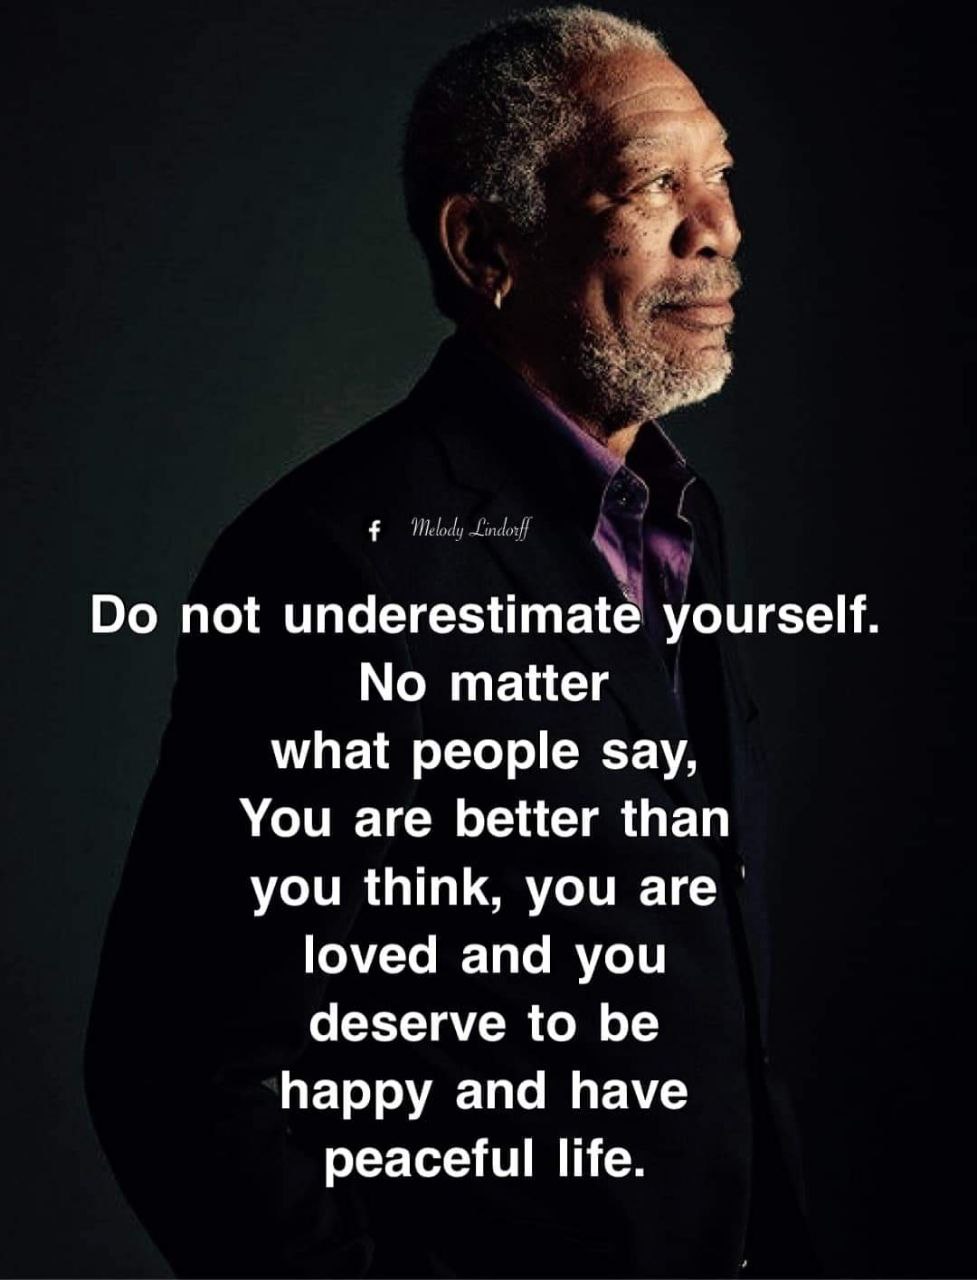 f Melody Lindorff
Do not underestimate yourself.
No matter
what people say,
You are better than
you think, you are
loved and you
deserve to be
happy and have
peaceful life.